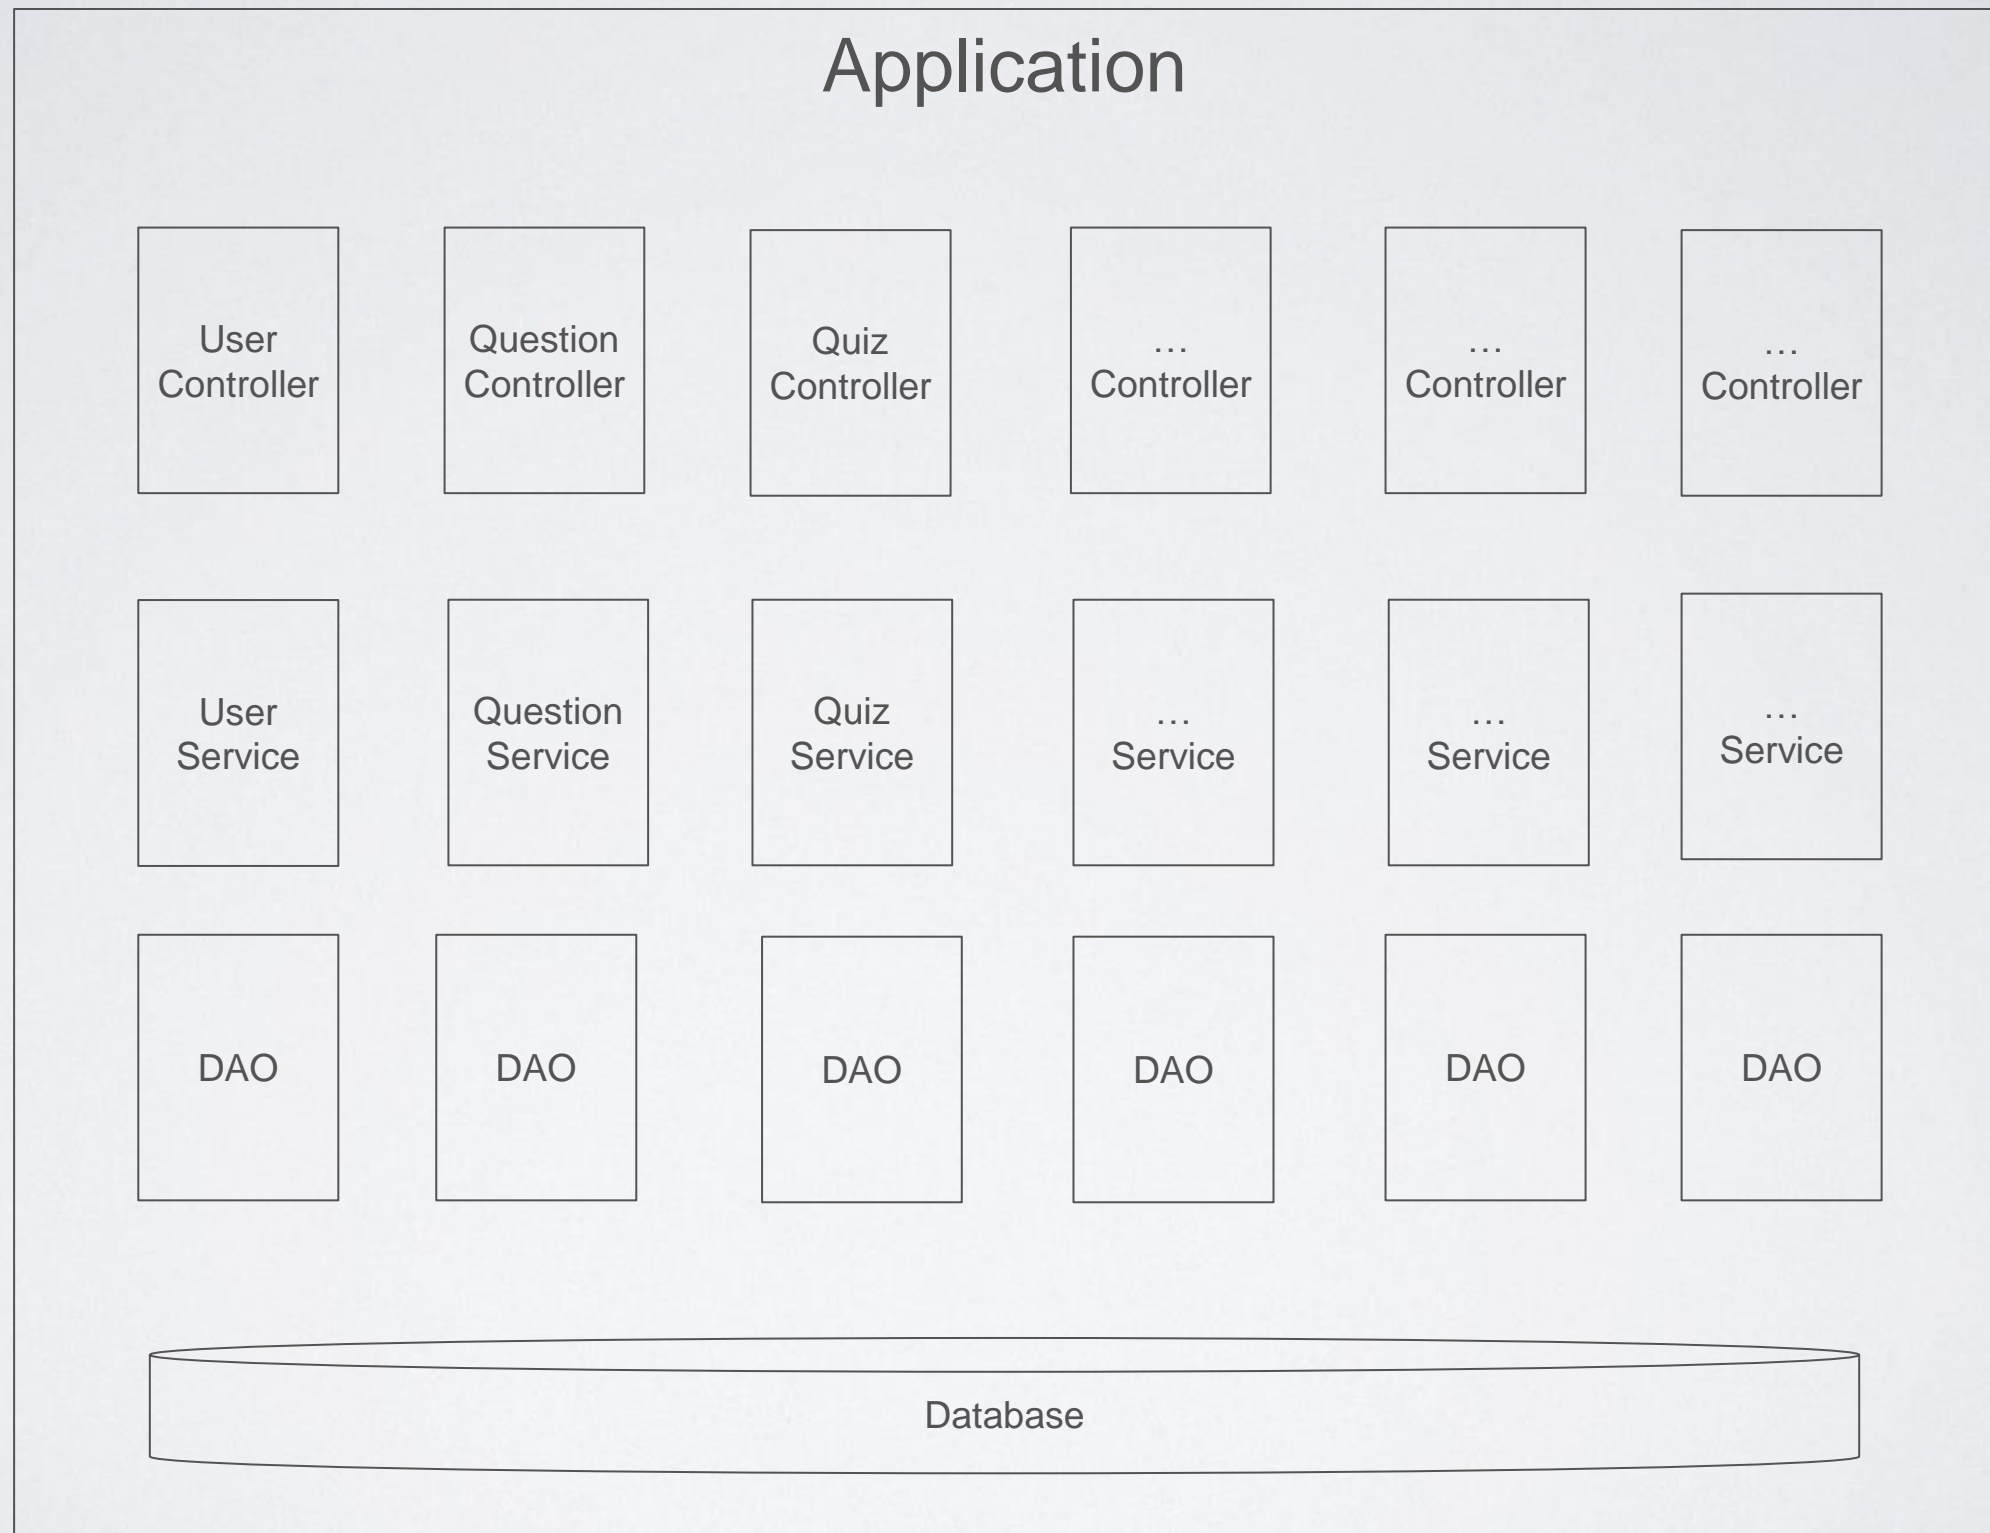 Application
User
Controller
Question
Controller
Quiz
Controller
…
Controller
…
Controller
…
Controller
User
Service
Question
Service
Quiz
Service
…
Service
…
Service
…
Service
DAO
DAO
DAO
DAO
DAO
DAO
Database